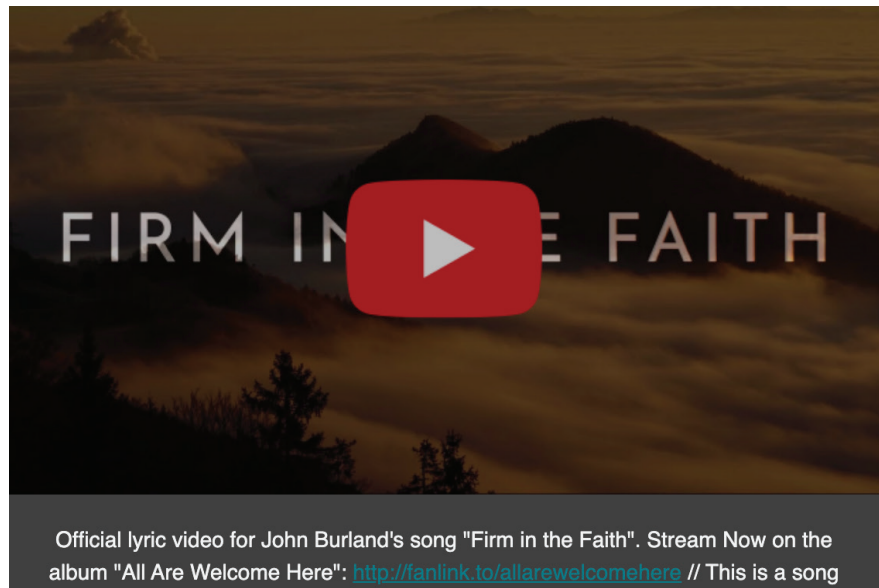 FIRM IN FAITH
Official lyric video for John Burland's song "Firm in the Faith". Stream Now on the
album "All Are Welcome Here": http://fanlink.to/allarewelcomehere // This is a song